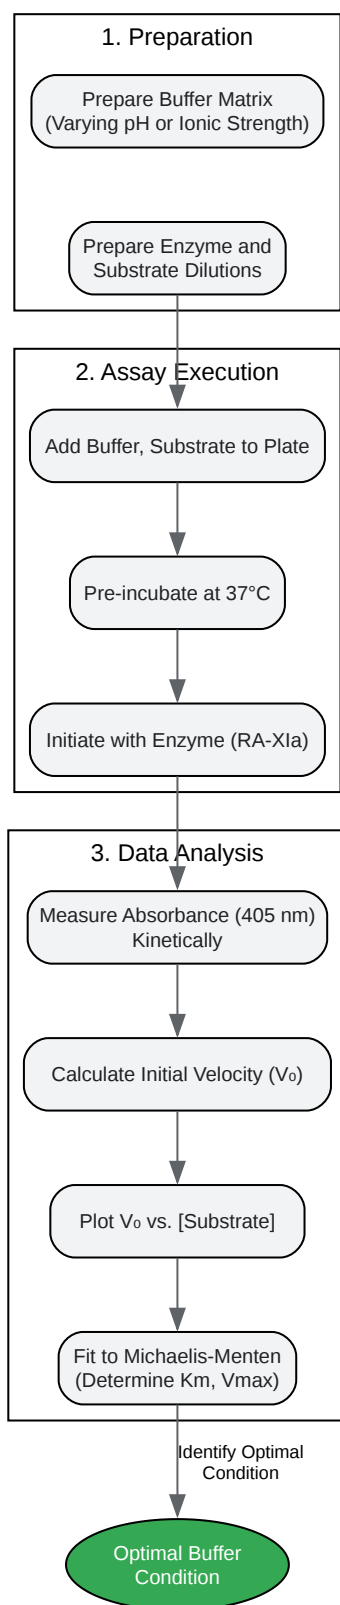 1. Preparation
Prepare Buffer Matrix
(Varying pH or Ionic Strength)
Prepare Enzyme and
Substrate Dilutions
2. Assay Execution
Add Buffer, Substrate to Plate
Pre-incubate at 37°C
Initiate with Enzyme (RA-XIa)
3. Data Analysis
Measure Absorbance (405 nm)
Kinetically
Calculate Initial Velocity (V₀)
Plot V₀ vs. [Substrate]
Fit to Michaelis-Menten
(Determine Km, Vmax)
Identify Optimal
Condition
Optimal Buffer
Condition